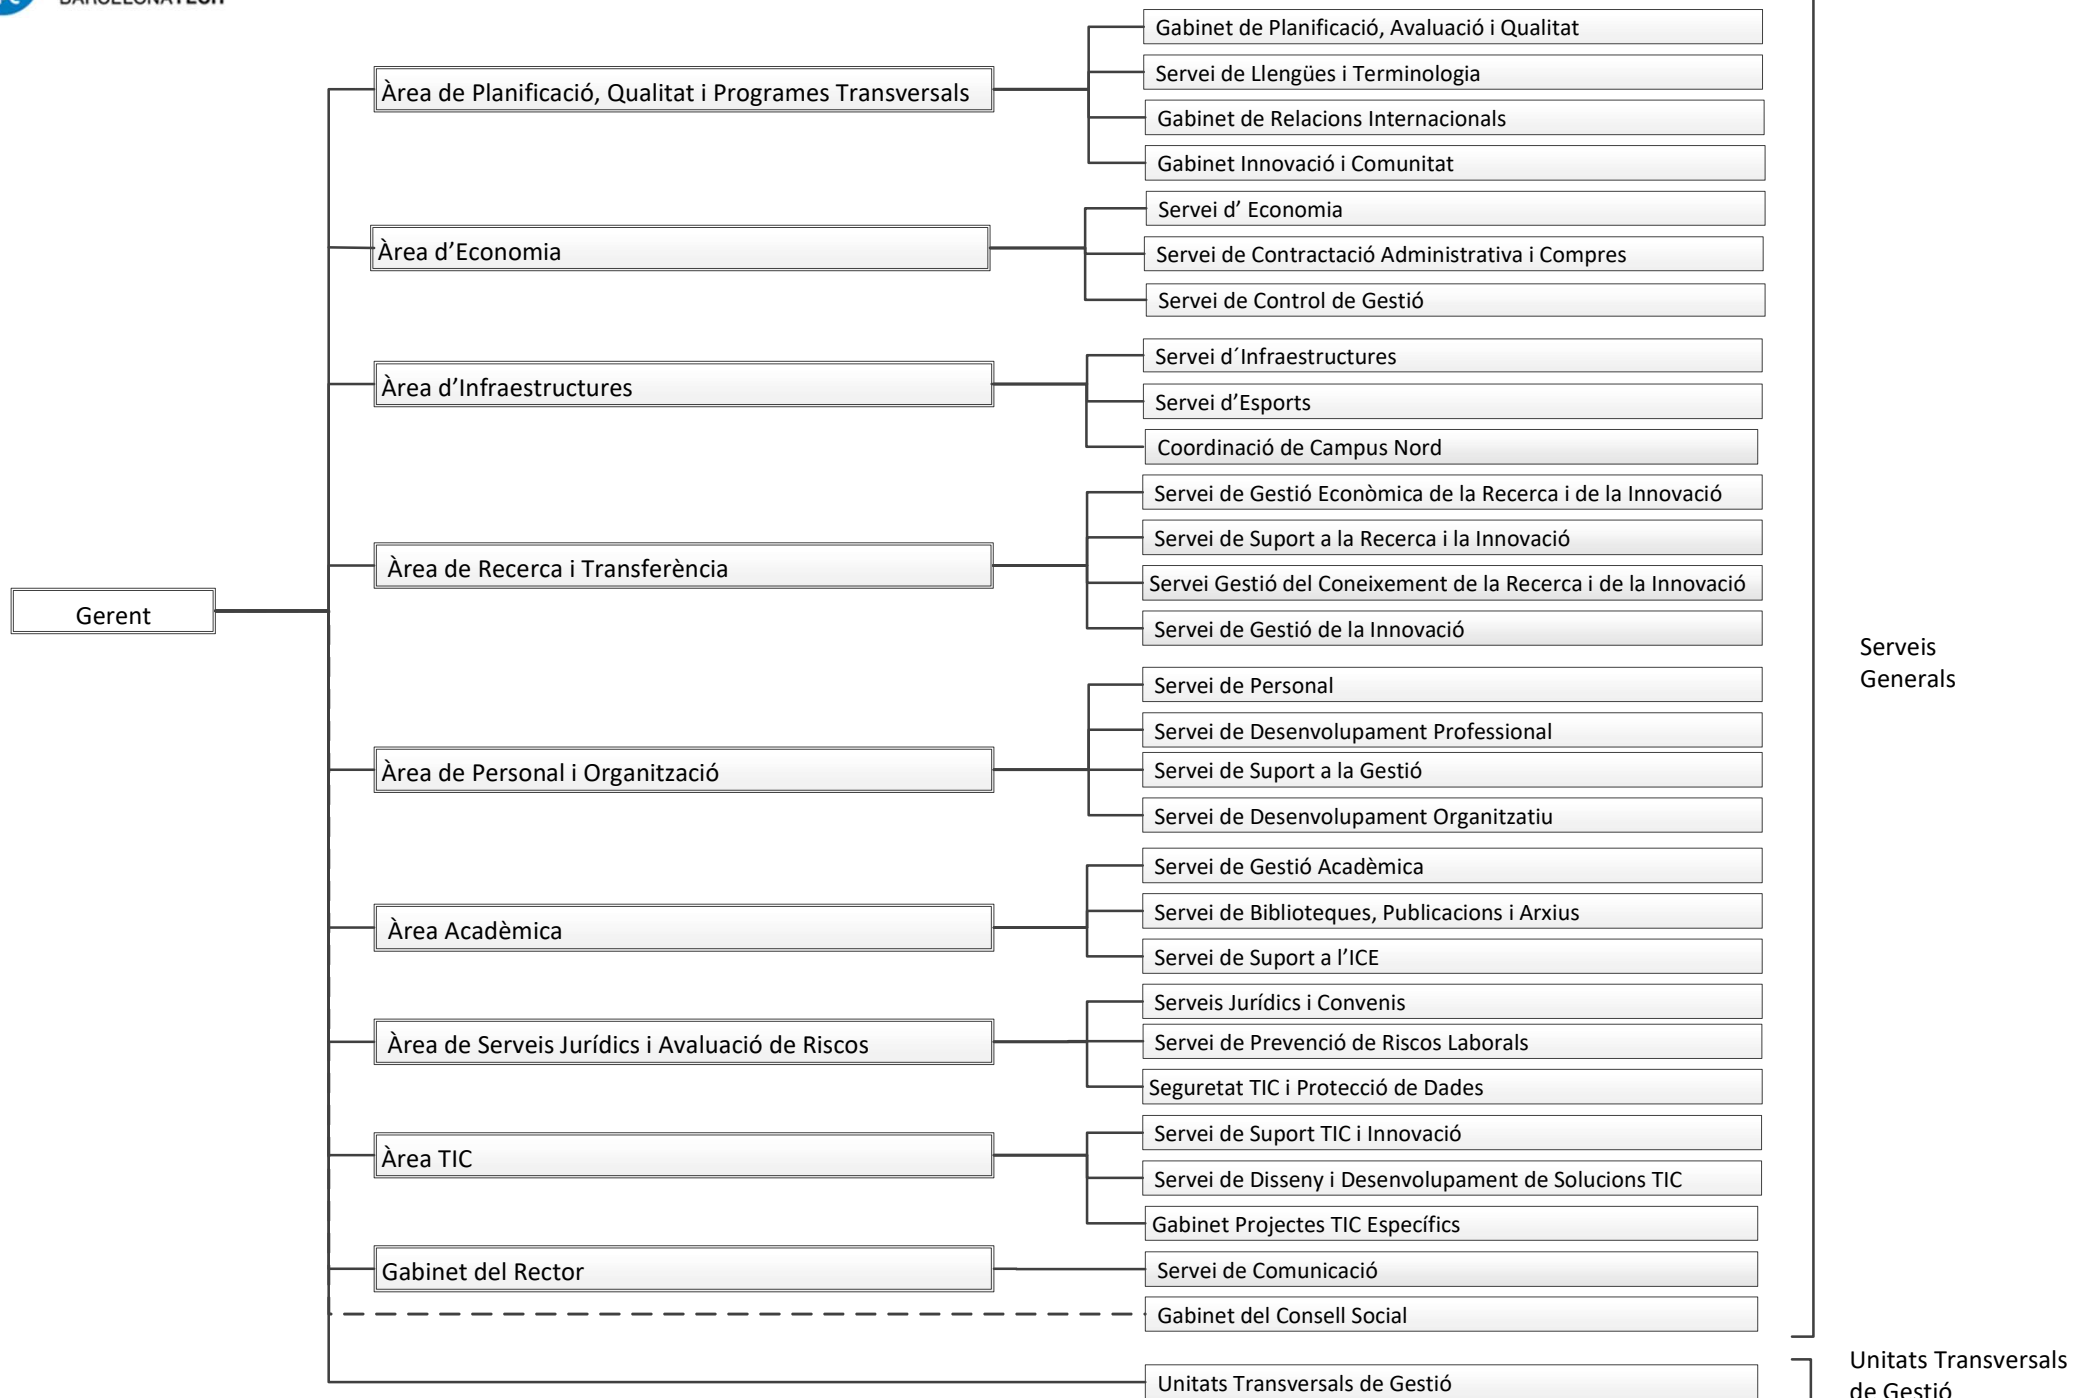 BARCELONATECH
Gabinet de Planificació, Avaluació i Qualitat
Servei de Llengües i Terminologia
Àrea de Planificació, Qualitat i Programes Transversals
Gabinet de Relacions Internacionals
Gabinet Innovació i Comunitat
Servei d’ Economia
Àrea d’Economia
Servei de Contractació Administrativa i Compres
Servei de Control de Gestió
Servei d´Infraestructures
Àrea d’Infraestructures
Servei d’Esports
Coordinació de Campus Nord
Servei de Gestió Econòmica de la Recerca i de la Innovació
Servei de Suport a la Recerca i la Innovació
Àrea de Recerca i Transferència
Servei Gestió del Coneixement de la Recerca i de la Innovació
Gerent
Servei de Gestió de la Innovació
Serveis
Generals
Servei de Personal
Servei de Desenvolupament Professional
Àrea de Personal i Organització
Servei de Suport a la Gestió
Servei de Desenvolupament Organitzatiu
Servei de Gestió Acadèmica
Servei de Biblioteques, Publicacions i Arxius
Àrea Acadèmica
Servei de Suport a l’ICE
Serveis Jurídics i Convenis
Àrea de Serveis Jurídics i Avaluació de Riscos
Servei de Prevenció de Riscos Laborals
Seguretat TIC i Protecció de Dades
Servei de Suport TIC i Innovació
Àrea TIC
Servei de Disseny i Desenvolupament de Solucions TIC
Gabinet Projectes TIC Específics
Gabinet del Rector
Servei de Comunicació
Gabinet del Consell Social
Unitats Transversals de Gestió
Unitats Transversals
de Gestió